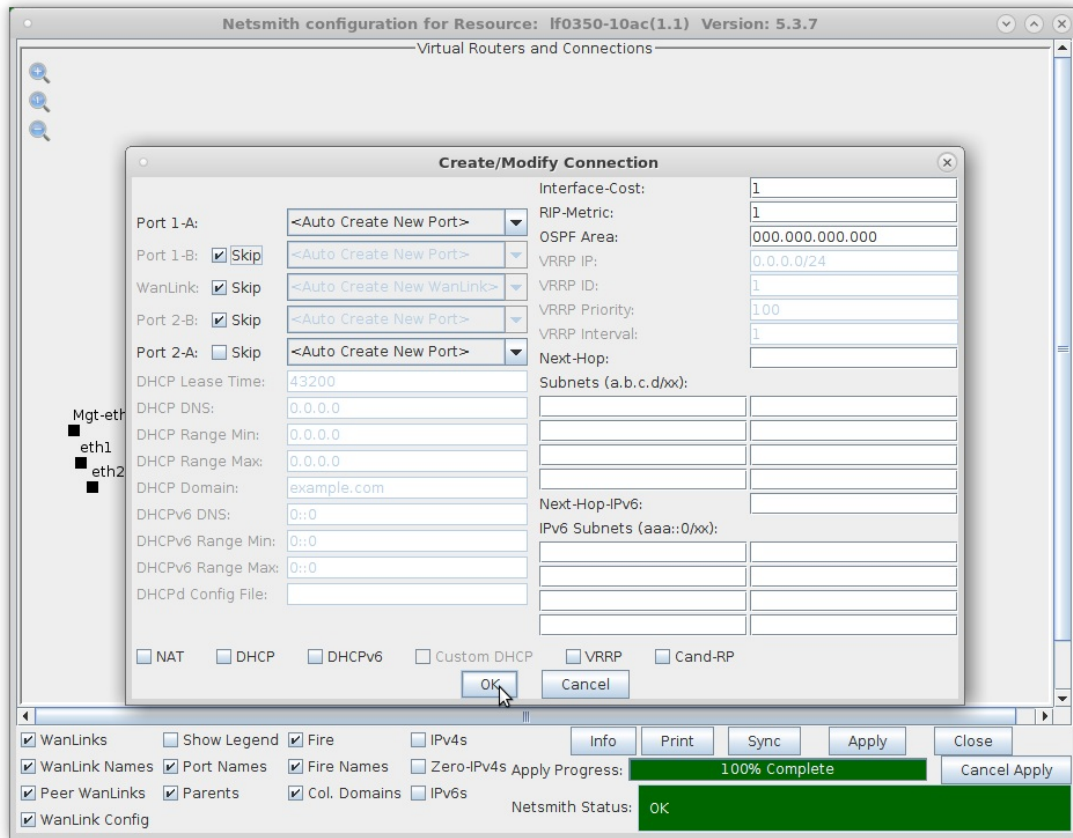 Netsmith configuration for Resource:  lf0350-10ac(1.1)  Version: 5.3.7
Virtual Routers and Connections
Create/Modify Connection
Port 1-A: <Auto Create New Port>
Port 1-B: Skip <Auto Create New Port>
WanLink: Skip <Auto Create New WanLink>
Port 2-B: Skip <Auto Create New Port>
Port 2-A: Skip <Auto Create New Port>
DHCP Lease Time: 43200
DHCP DNS: 0.0.0.0
DHCP Range Min: 0.0.0.0
DHCP Range Max: 0.0.0.0
DHCP Domain: example.com
DHCPv6 DNS: 0::0
DHCPv6 Range Min: 0::0
DHCPv6 Range Max: 0::0
DHCPd Config File:
Interface-Cost: 1
RIP-Metric: 1
OSPF Area: 000.000.000.000
VRRP IP: 0.0.0.0/24
VRRP ID: 1
VRRP Priority: 100
VRRP Interval: 1
Next-Hop:
Subnets (a.b.c.d/xx):
Next-Hop-IPv6:
IPv6 Subnets (aaa::0/xx):
NAT DHCP DHCPv6 Custom DHCP VRRP Cand-RP
OK Cancel
Mgt-eth
eth1
eth2
WanLinks Show Legend Fire IPv4s Info Print Sync Apply Close
WanLink Names Port Names Fire Names Zero-IPv4s Apply Progress: 100% Complete Cancel Apply
Peer WanLinks Parents Col. Domains IPv6s Netsmith Status: OK
WanLink Config